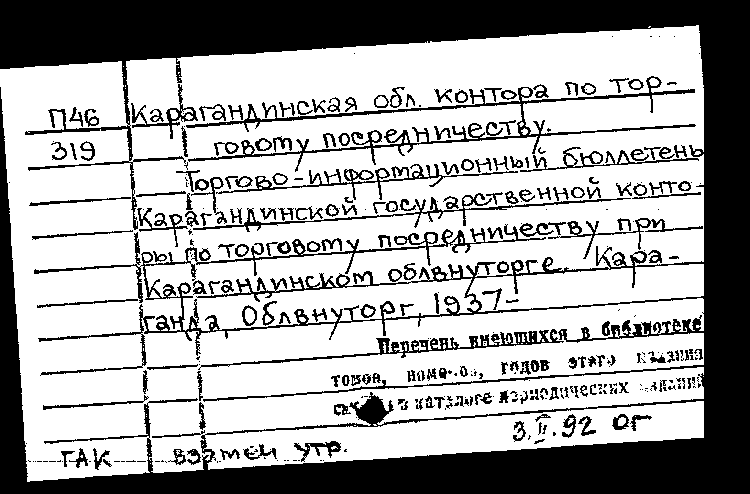 П46 Карагандинская обл. контора по тор-
319 говому посредничеству.
Торгово-информационный бюллетень
Карагандинской государственной конто-
ры по торговому посредничеству при
Карагандинском облвнуторге. Кара-
ганда, Облвнуторг, 1937-
Перечень имеющихся в библиотеке
томов, номеров, годов этого издания
см. в каталоге периодических изданий
3.II.92 ог
ГАК взамен утр.